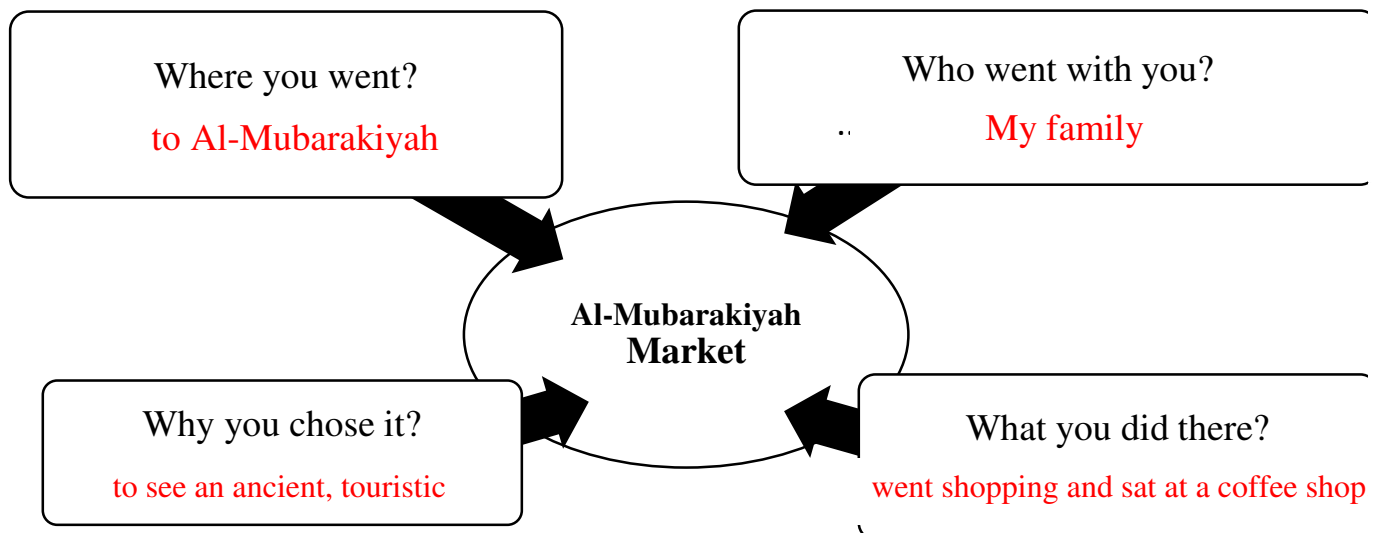 Where you went?
to Al-Mubarakiyah
Who went with you?
.. My family
Al-Mubarakiyah
Market
Why you chose it?
to see an ancient, touristic
What you did there?
went shopping and sat at a coffee shop